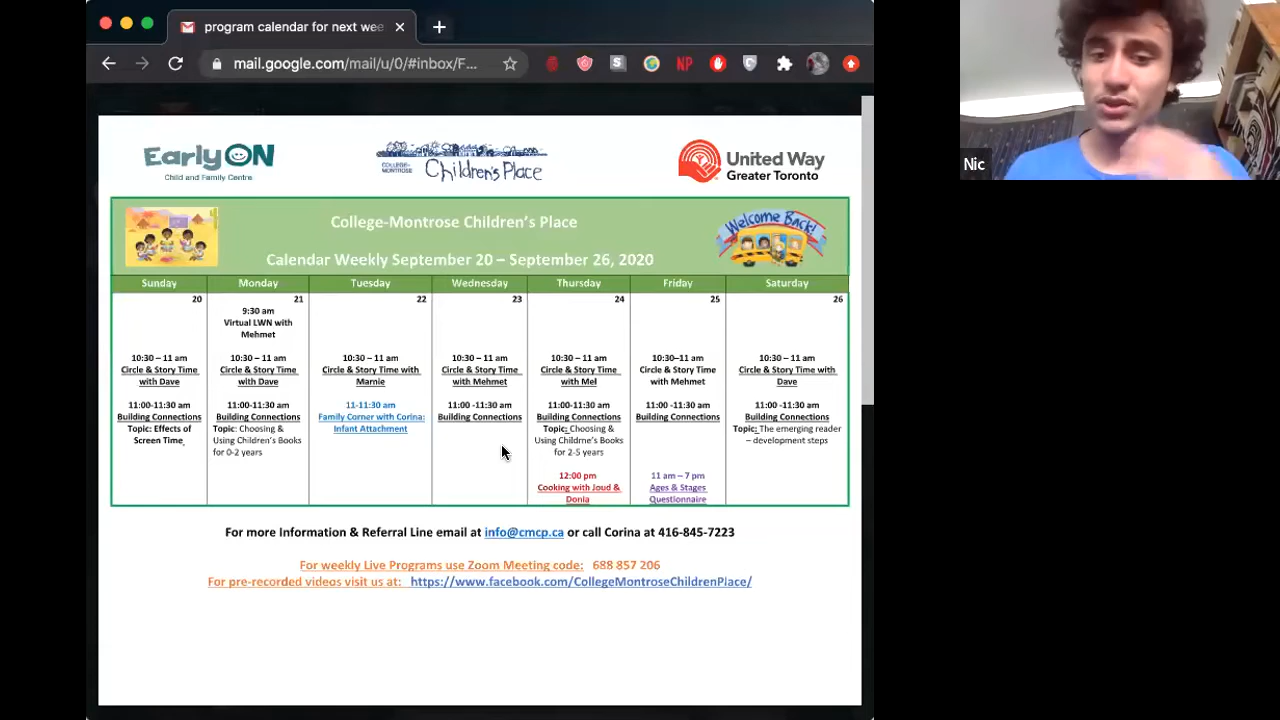 program calendar for next wee
mail.google.com/mail/u/0/#inbox/F...
S
NP
C
EarlyON
Child and Family Centre
COLLEGE-
MONTROSE
Children's Place
United Way
Greater Toronto
College-Montrose Children's Place
Calendar Weekly September 20 – September 26, 2020
Welcome Back!
Sunday Monday Tuesday Wednesday Thursday Friday Saturday
20
10:30 – 11 am
Circle & Story Time
with Dave
11:00-11:30 am
Building Connections
Topic: Effects of
Screen Time
21
9:30 am
Virtual LWN with
Mehmet
10:30 – 11 am
Circle & Story Time
with Dave
11:00-11:30 am
Building Connections
Topic: Choosing &
Using Children's Books
for 0-2 years
22
10:30 – 11 am
Circle & Story Time with
Marnie
11-11:30 am
Family Corner with Corina:
Infant Attachment
23
10:30 – 11 am
Circle & Story Time
with Mehmet
11:00 -11:30 am
Building Connections
24
10:30 – 11 am
Circle & Story Time
with Mel
11:00-11:30 am
Building Connections
Topic: Choosing &
Using Childrne's Books
for 2-5 years
12:00 pm
Cooking with Joud &
Donia
25
10:30–11 am
Circle & Story Time
with Mehmet
11:00 -11:30 am
Building Connections
11 am – 7 pm
Ages & Stages
Questionnaire
26
10:30 – 11 am
Circle & Story Time with
Dave
11:00 -11:30 am
Building Connections
Topic: The emerging reader
– development steps
For more Information & Referral Line email at info@cmcp.ca or call Corina at 416-845-7223
For weekly Live Programs use Zoom Meeting code: 688 857 206
For pre-recorded videos visit us at: https://www.facebook.com/CollegeMontroseChildrenPlace/
Nic